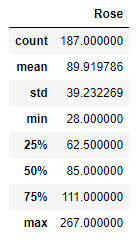 Rose
count 187.000000
mean 89.919786
std 39.232269
min 28.000000
25% 62.500000
50% 85.000000
75% 111.000000
max 267.000000